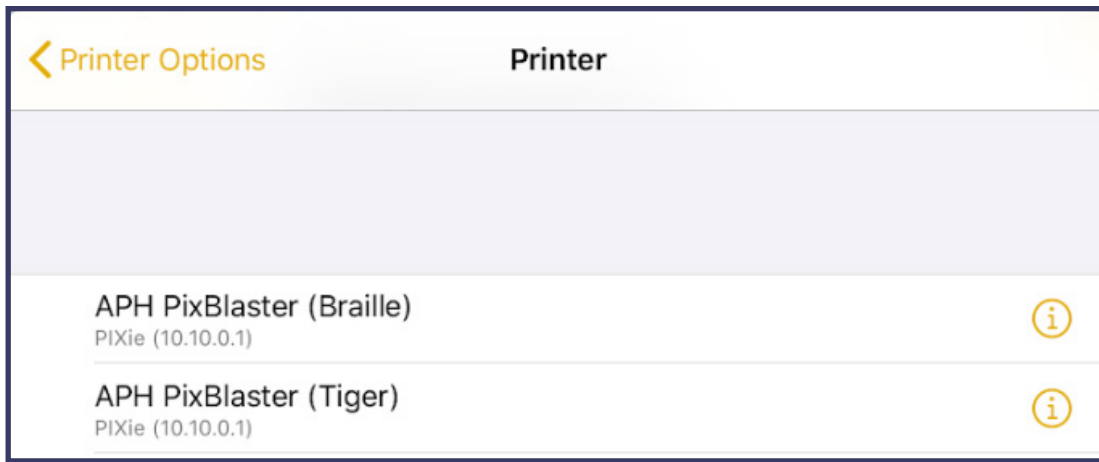 Printer Options
Printer
APH PixBlaster (Braille)
PIXie (10.10.0.1)
APH PixBlaster (Tiger)
PIXie (10.10.0.1)